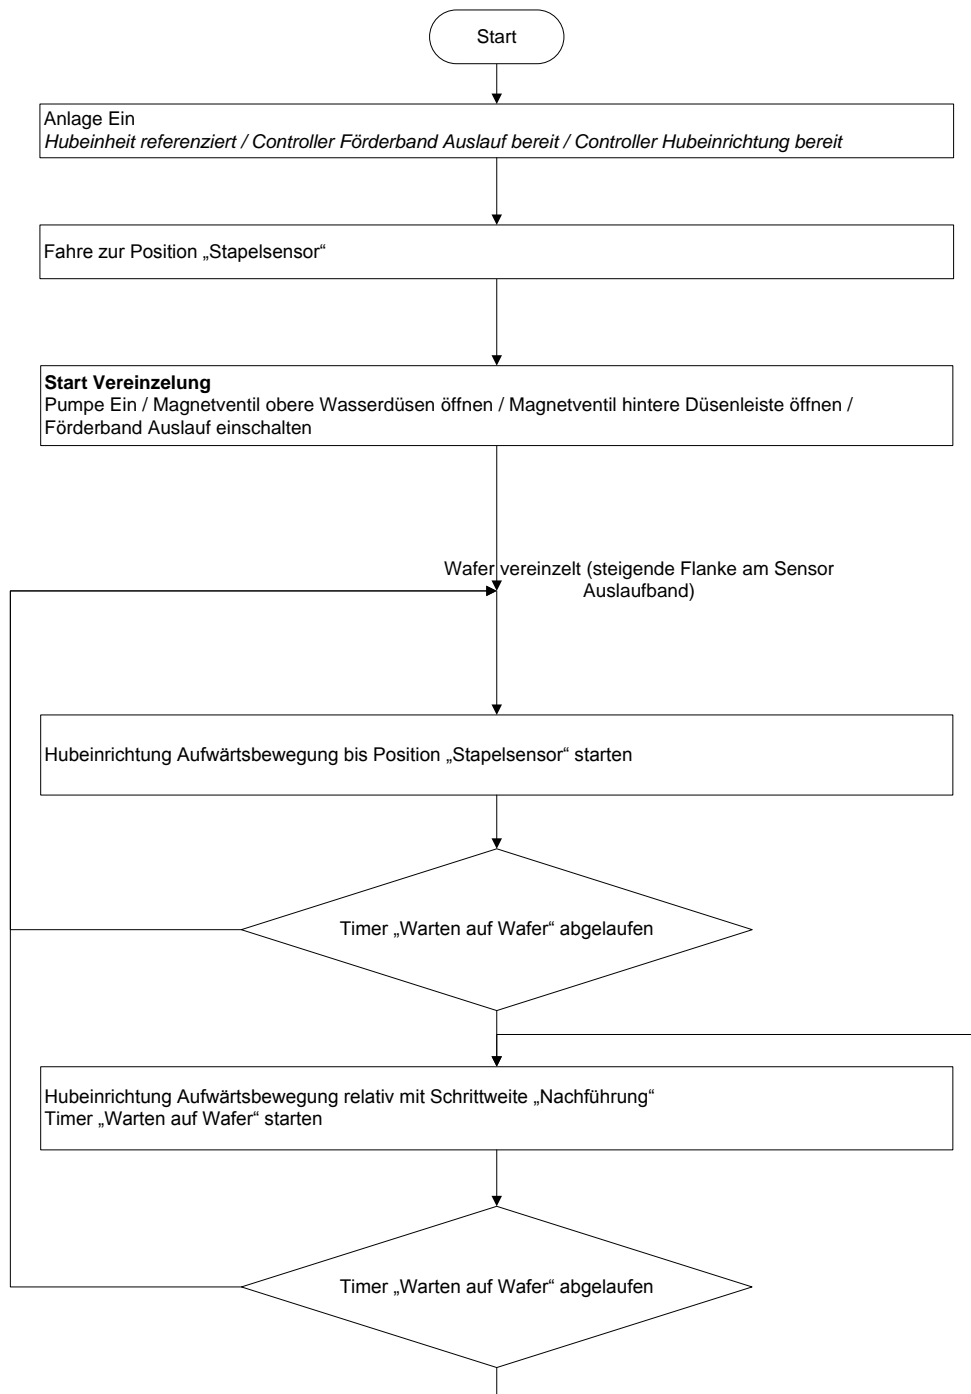 Start
Anlage Ein
Hubeinheit referenziert / Controller Förderband Auslauf bereit / Controller Hubeinrichtung bereit
Fahre zur Position „Stapelsensor“
Start Vereinzelung
Pumpe Ein / Magnetventil obere Wasserdüsen öffnen / Magnetventil hintere Düsenleiste öffnen /
Förderband Auslauf einschalten
Wafer vereinzelt (steigende Flanke am Sensor
Auslaufband)
Hubeinrichtung Aufwärtsbewegung bis Position „Stapelsensor“ starten
Timer „Warten auf Wafer“ abgelaufen
Hubeinrichtung Aufwärtsbewegung relativ mit Schrittweite „Nachführung“
Timer „Warten auf Wafer“ starten
Timer „Warten auf Wafer“ abgelaufen